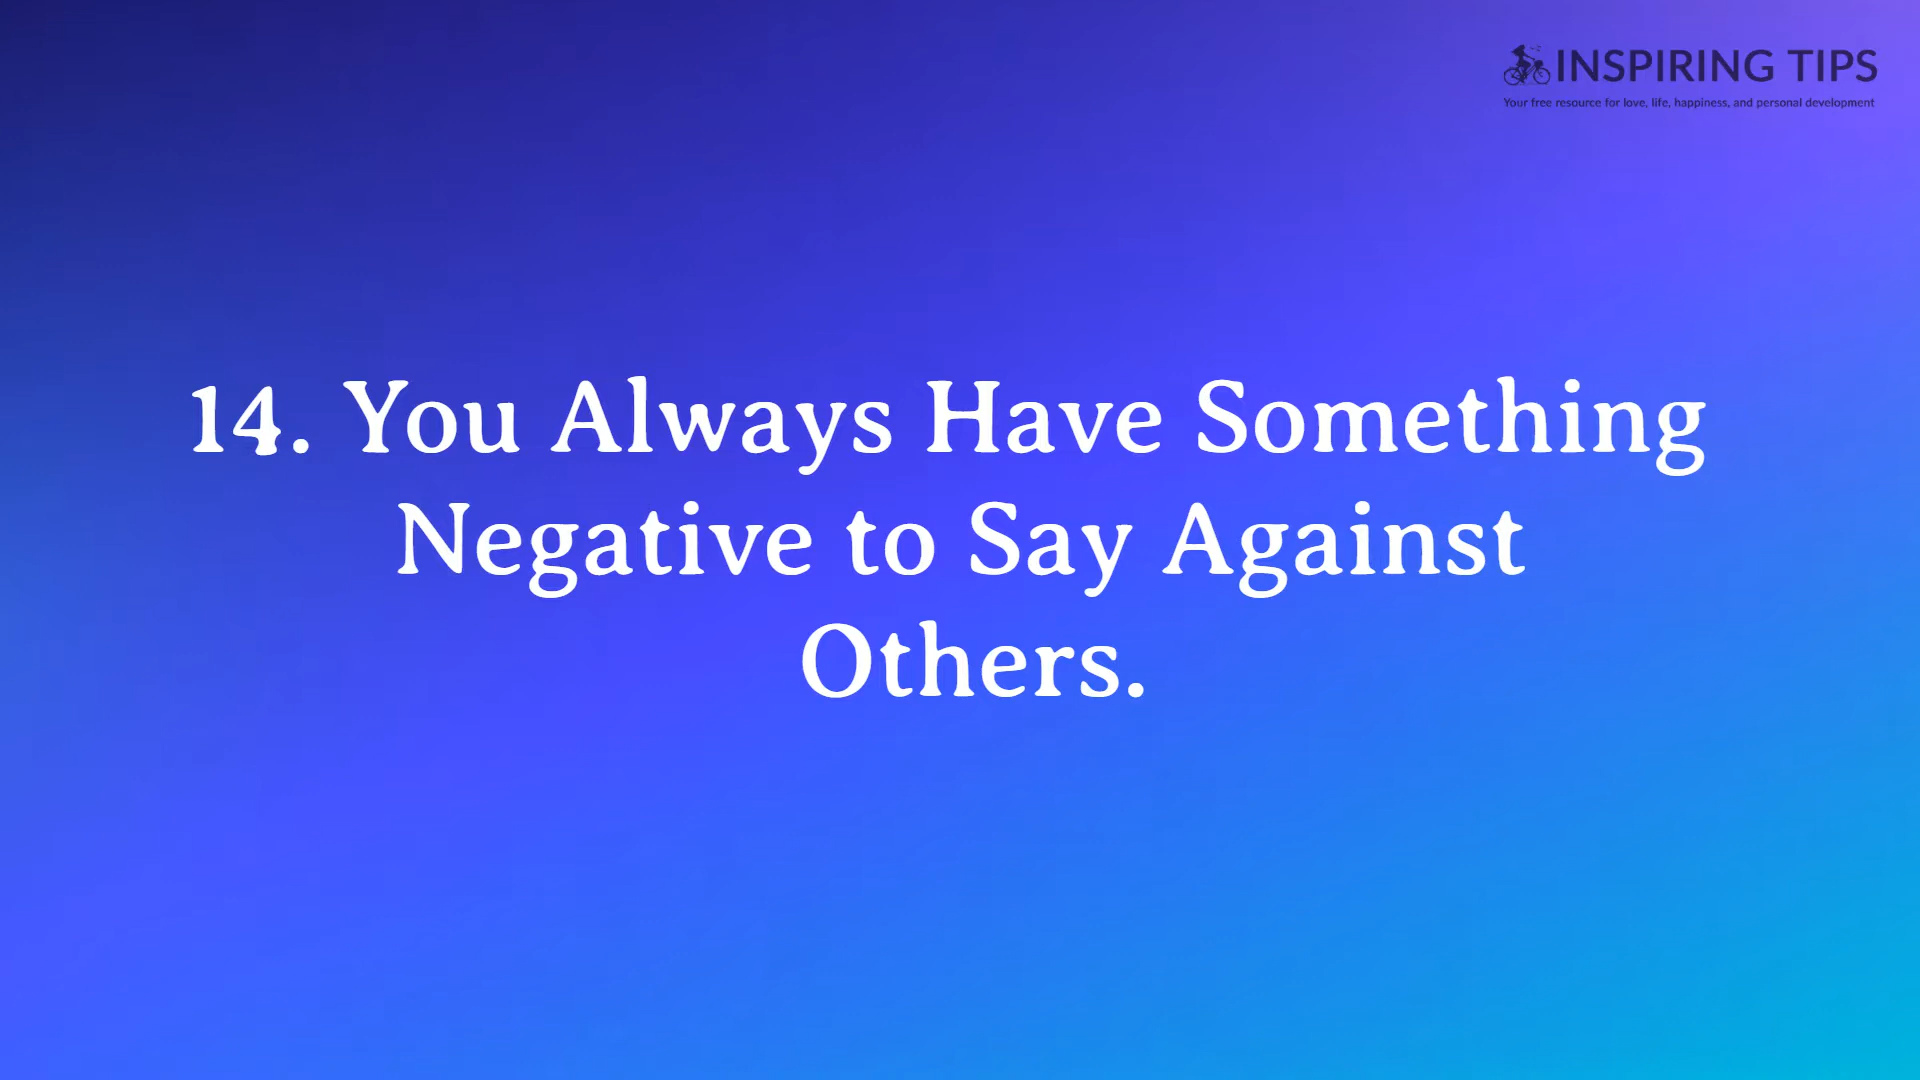 INSPIRING TIPS
Your free resource for love, life, happiness, and personal development
14. You Always Have Something
Negative to Say Against
Others.